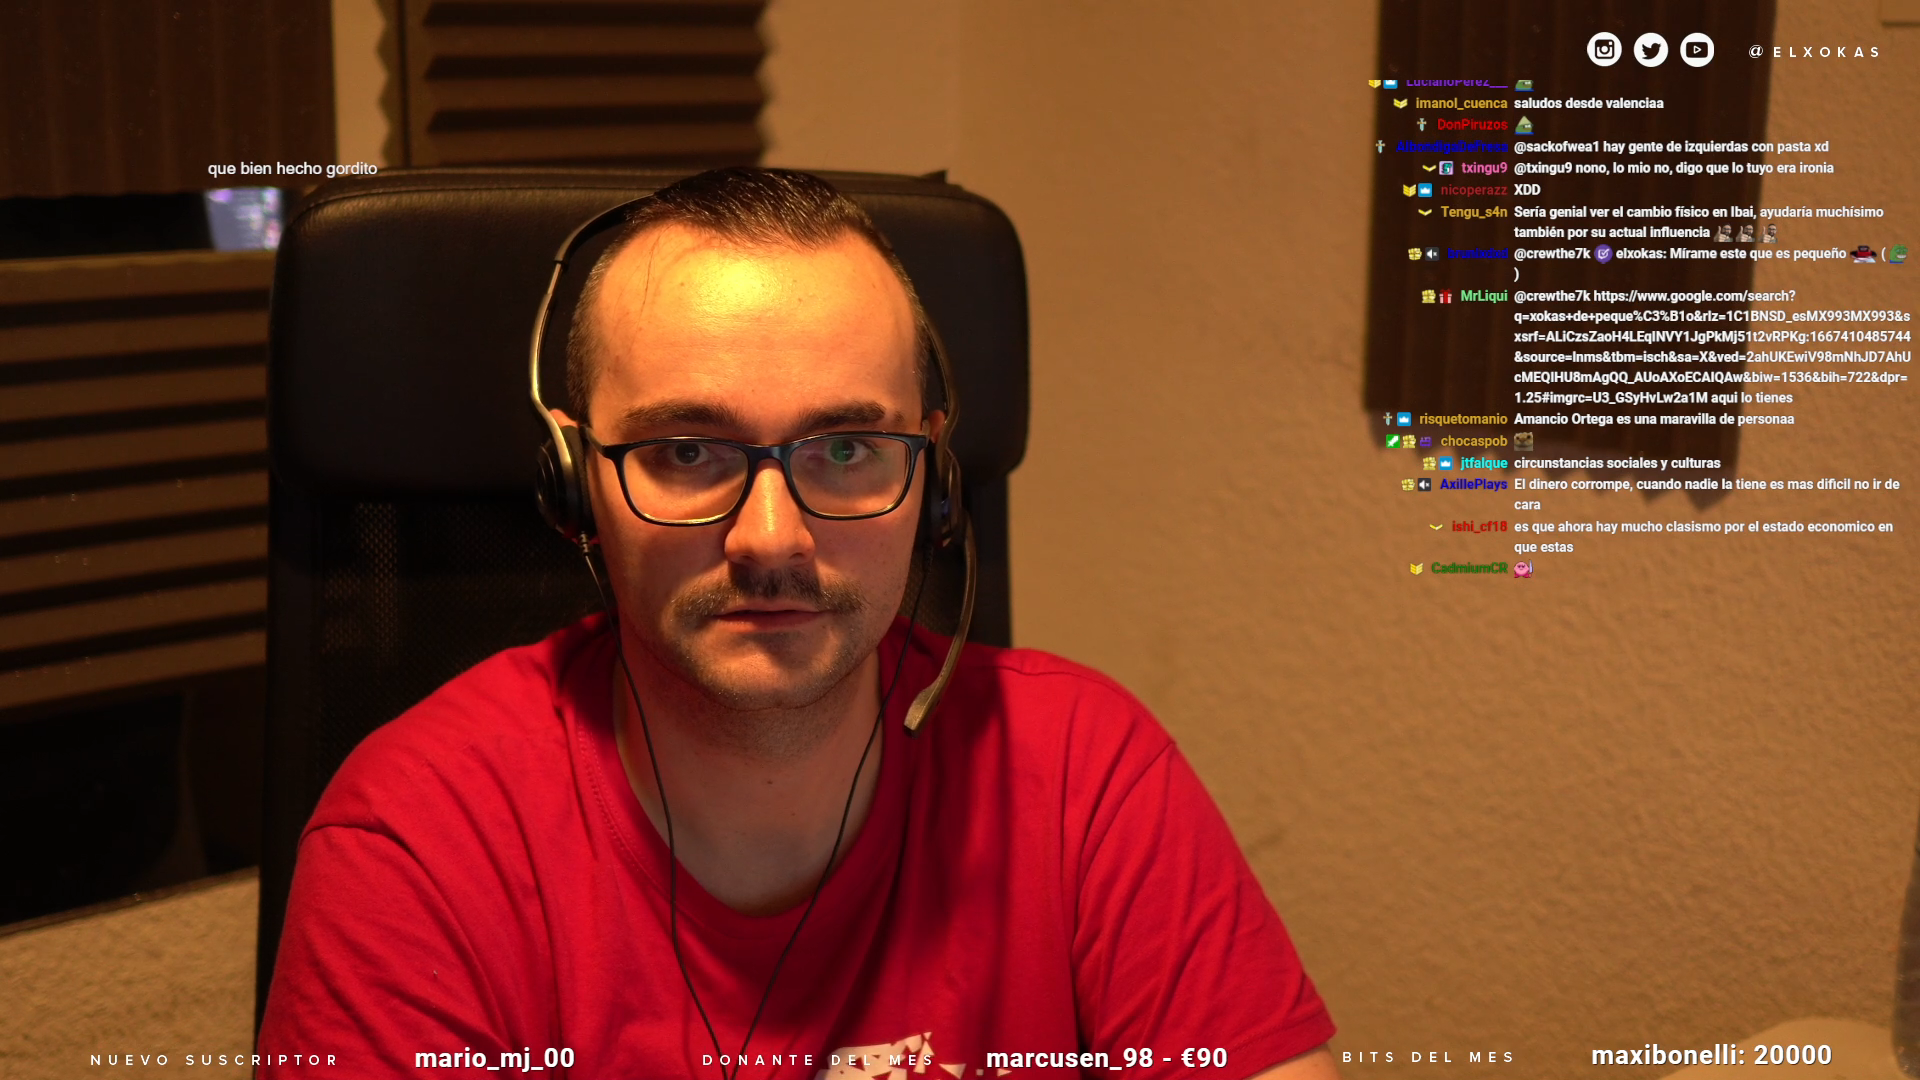 @ELXOKAS
LucianoPerez___
imanol_cuenca saludos desde valenciaa
DonPiruzos
AlbondigaDeFresa @sackofwea1 hay gente de izquierdas con pasta xd
txingu9 @txingu9 nono, lo mio no, digo que lo tuyo era ironia
que bien hecho gordito
nicoperazz XDD
Tengu_s4n Sería genial ver el cambio físico en Ibai, ayudaría muchísimo
también por su actual influencia
@crewthe7k elxokas: Mírame este que es pequeño (
)
MrLiqui @crewthe7k https://www.google.com/search?
q=xokas+de+peque%C3%B1o&rlz=1C1BNSD_esMX993MX993&s
xsrf=ALiCzsZaoH4LEqlNVY1JgPkMj51t2vRPKg:1667410485744
&source=lnms&tbm=isch&sa=X&ved=2ahUKEwiV98mNhJD7AhU
cMEQIHU8mAgQQ_AUoAXoECAIQAw&biw=1536&bih=722&dpr=
1.25#imgrc=U3_GSyHvLw2a1M aqui lo tienes
risquetomanio Amancio Ortega es una maravilla de personaa
chocaspob
jtfalque circunstancias sociales y culturas
AxillePlays El dinero corrompe, cuando nadie la tiene es mas dificil no ir de
cara
ishi_cf18 es que ahora hay mucho clasismo por el estado economico en
que estas
CadmiumCR
NUEVO SUSCRIPTOR mario_mj_00 DONANTE DEL MES marcusen_98 - €90 BITS DEL MES maxibonelli: 20000